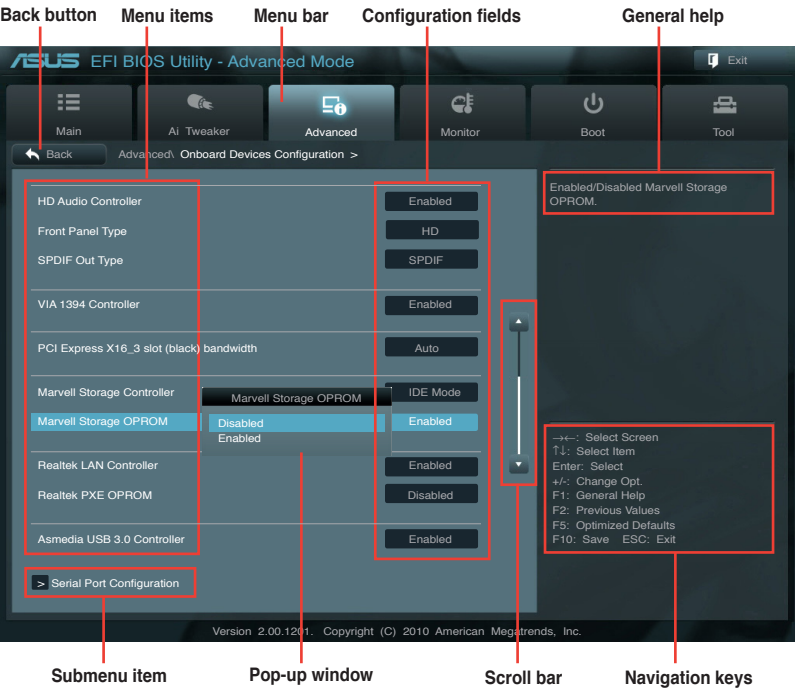 Back button Menu items Menu bar Configuration fields General help
ASUS EFI BIOS Utility - Advanced Mode Exit
Main Ai Tweaker Advanced Monitor Boot Tool
Back Advanced\ Onboard Devices Configuration >
Enabled/Disabled Marvell Storage
OPROM.
HD Audio Controller Enabled
Front Panel Type HD
SPDIF Out Type SPDIF
VIA 1394 Controller Enabled
PCI Express X16_3 slot (black) bandwidth Auto
Marvell Storage Controller IDE Mode
Marvell Storage OPROM Enabled
Marvell Storage OPROM
Disabled
Enabled
Realtek LAN Controller Enabled
Realtek PXE OPROM Disabled
Asmedia USB 3.0 Controller Enabled
> Serial Port Configuration
→←: Select Screen
↑↓: Select Item
Enter: Select
+/-: Change Opt.
F1: General Help
F2: Previous Values
F5: Optimized Defaults
F10: Save ESC: Exit
Version 2.00.1201. Copyright (C) 2010 American Megatrends, Inc.
Submenu item Pop-up window Scroll bar Navigation keys